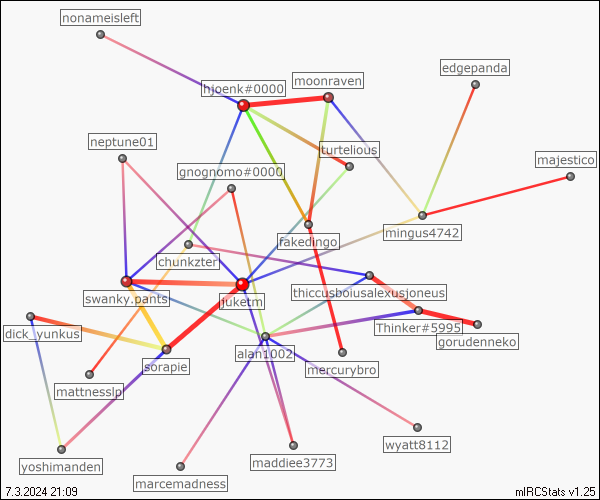 nonameisleft
edgepanda
moonraven
hjoenk#0000
neptune01
turtelious
majestico
gnognomo#0000
mingus4742
fakedingo
chunkzter
thiccusboiusalexusjoneus
swanky.pants
juketm
Thinker#5995
dick_yunkus
gorudenneko
alan1002
sorapie
mercurybro
mattnesslp
wyatt8112
maddiee3773
yoshimanden
marcemadness
7.3.2024 21:09
mIRCStats v1.25